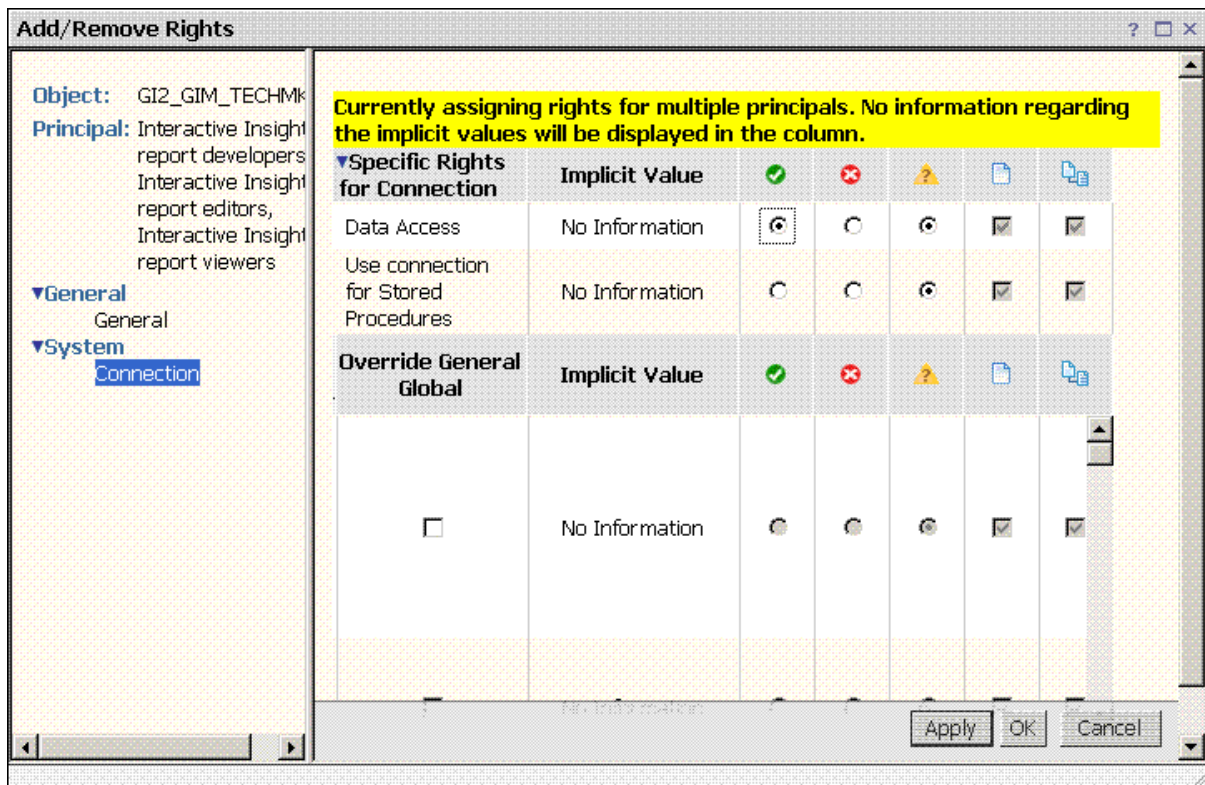 Add/Remove Rights
Object: GI2_GIM_TECHMK
Principal: Interactive Insight
report developers
Interactive Insight
report editors,
Interactive Insight
report viewers
General
General
System
Connection
Currently assigning rights for multiple principals. No information regarding
the implicit values will be displayed in the column.
Specific Rights
for Connection
Implicit Value
Data Access
No Information
Use connection
for Stored
Procedures
No Information
Override General
Global
Implicit Value
No Information
No Information
Apply
OK
Cancel